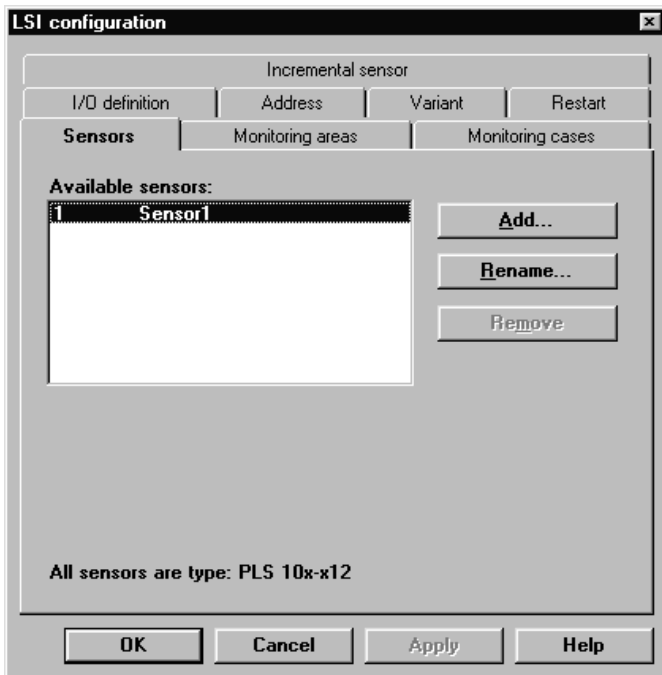 LSI configuration
Incremental sensor
I/O definition Address Variant Restart
Sensors Monitoring areas Monitoring cases
Available sensors:
1 Sensor1
Add...
Rename...
Remove
All sensors are type: PLS 10x-x12
OK Cancel Apply Help